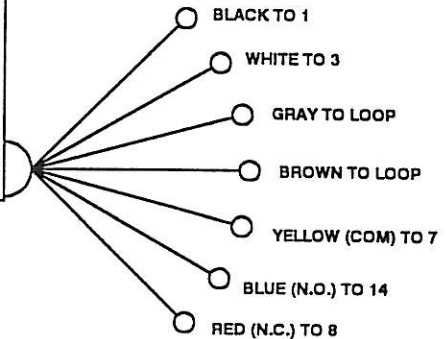 BLACK TO 1
WHITE TO 3
GRAY TO LOOP
BROWN TO LOOP
YELLOW (COM) TO 7
BLUE (N.O.) TO 14
RED (N.C.) TO 8